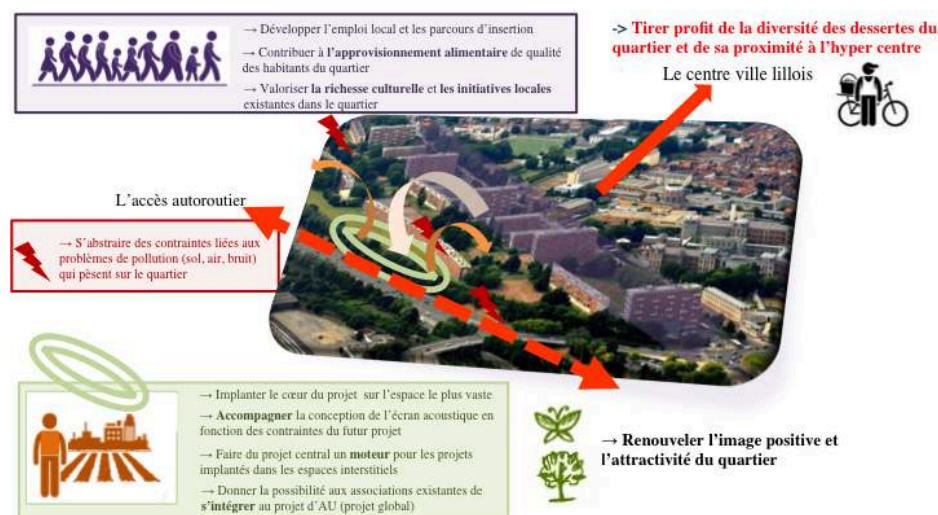 → Développer l'emploi local et les parcours d'insertion
→ Contribuer à l'approvisionnement alimentaire de qualité
des habitants du quartier
→ Valoriser la richesse culturelle et les initiatives locales
existantes dans le quartier
-> Tirer profit de la diversité des dessertes du
quartier et de sa proximité à l'hyper centre
Le centre ville lillois
L'accès autoroutier
→ S'abstraire des contraintes liées aux
problèmes de pollution (sol, air, bruit)
qui pèsent sur le quartier
→ Implanter le cœur du projet sur l'espace le plus vaste
→ Accompagner la conception de l'écran acoustique en
fonction des contraintes du futur projet
→ Faire du projet central un moteur pour les projets
implantés dans les espaces interstitiels
→ Donner la possibilité aux associations existantes de
s'intégrer au projet d'AU (projet global)
→ Renouveler l'image positive et
l'attractivité du quartier